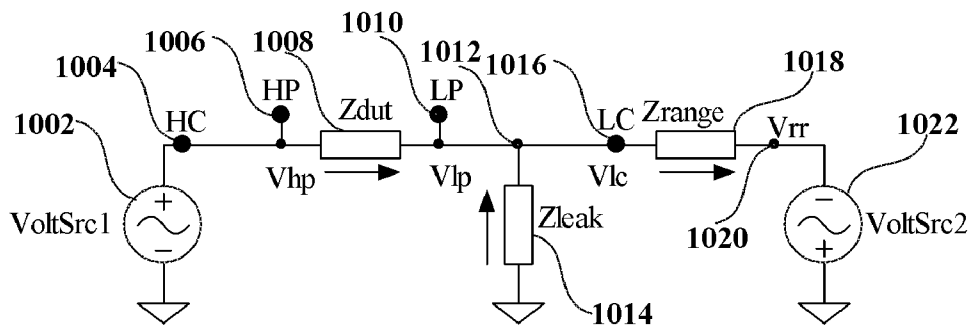 1004
1006
1008
1010
1012
1016
1018
1002
HC
HP
Zdut
LP
LC
Zrange
Vrr
1022
Vhp
Vlp
Vlc
VoltSrc1
+
−
Zleak
1020
−
+
VoltSrc2
1014